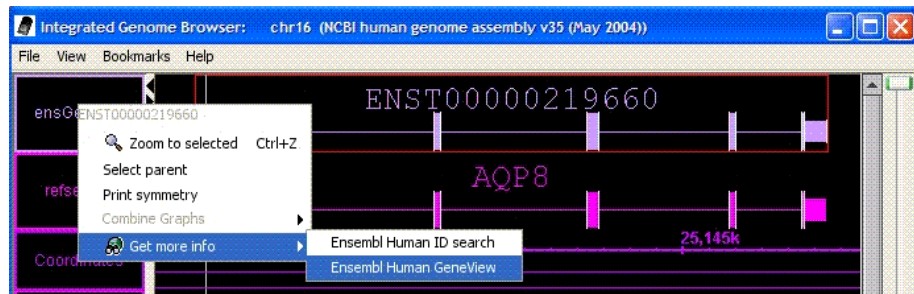 Integrated Genome Browser: chr16 (NCBI human genome assembly v35 (May 2004))
File View Bookmarks Help
ENST00000219660
ENST00000219660
Zoom to selected Ctrl+Z
Select parent
Print symmetry
Combine Graphs
Get more info
Ensembl Human ID search
Ensembl Human GeneView
AQP8
25,145k